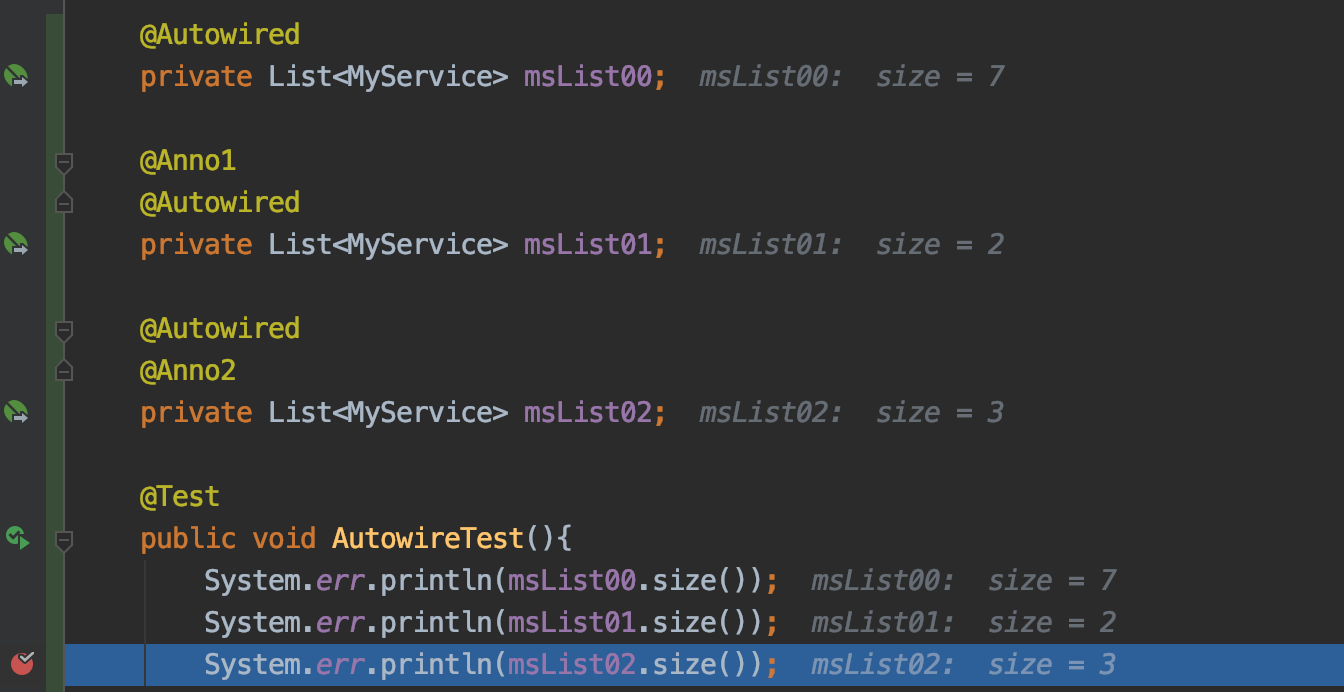 @Autowired
private List<MyService> msList00; msList00: size = 7
@Anno1
@Autowired
private List<MyService> msList01; msList01: size = 2
@Autowired
@Anno2
private List<MyService> msList02; msList02: size = 3
@Test
public void AutowireTest(){
System.err.println(msList00.size()); msList00: size = 7
System.err.println(msList01.size()); msList01: size = 2
System.err.println(msList02.size()); msList02: size = 3